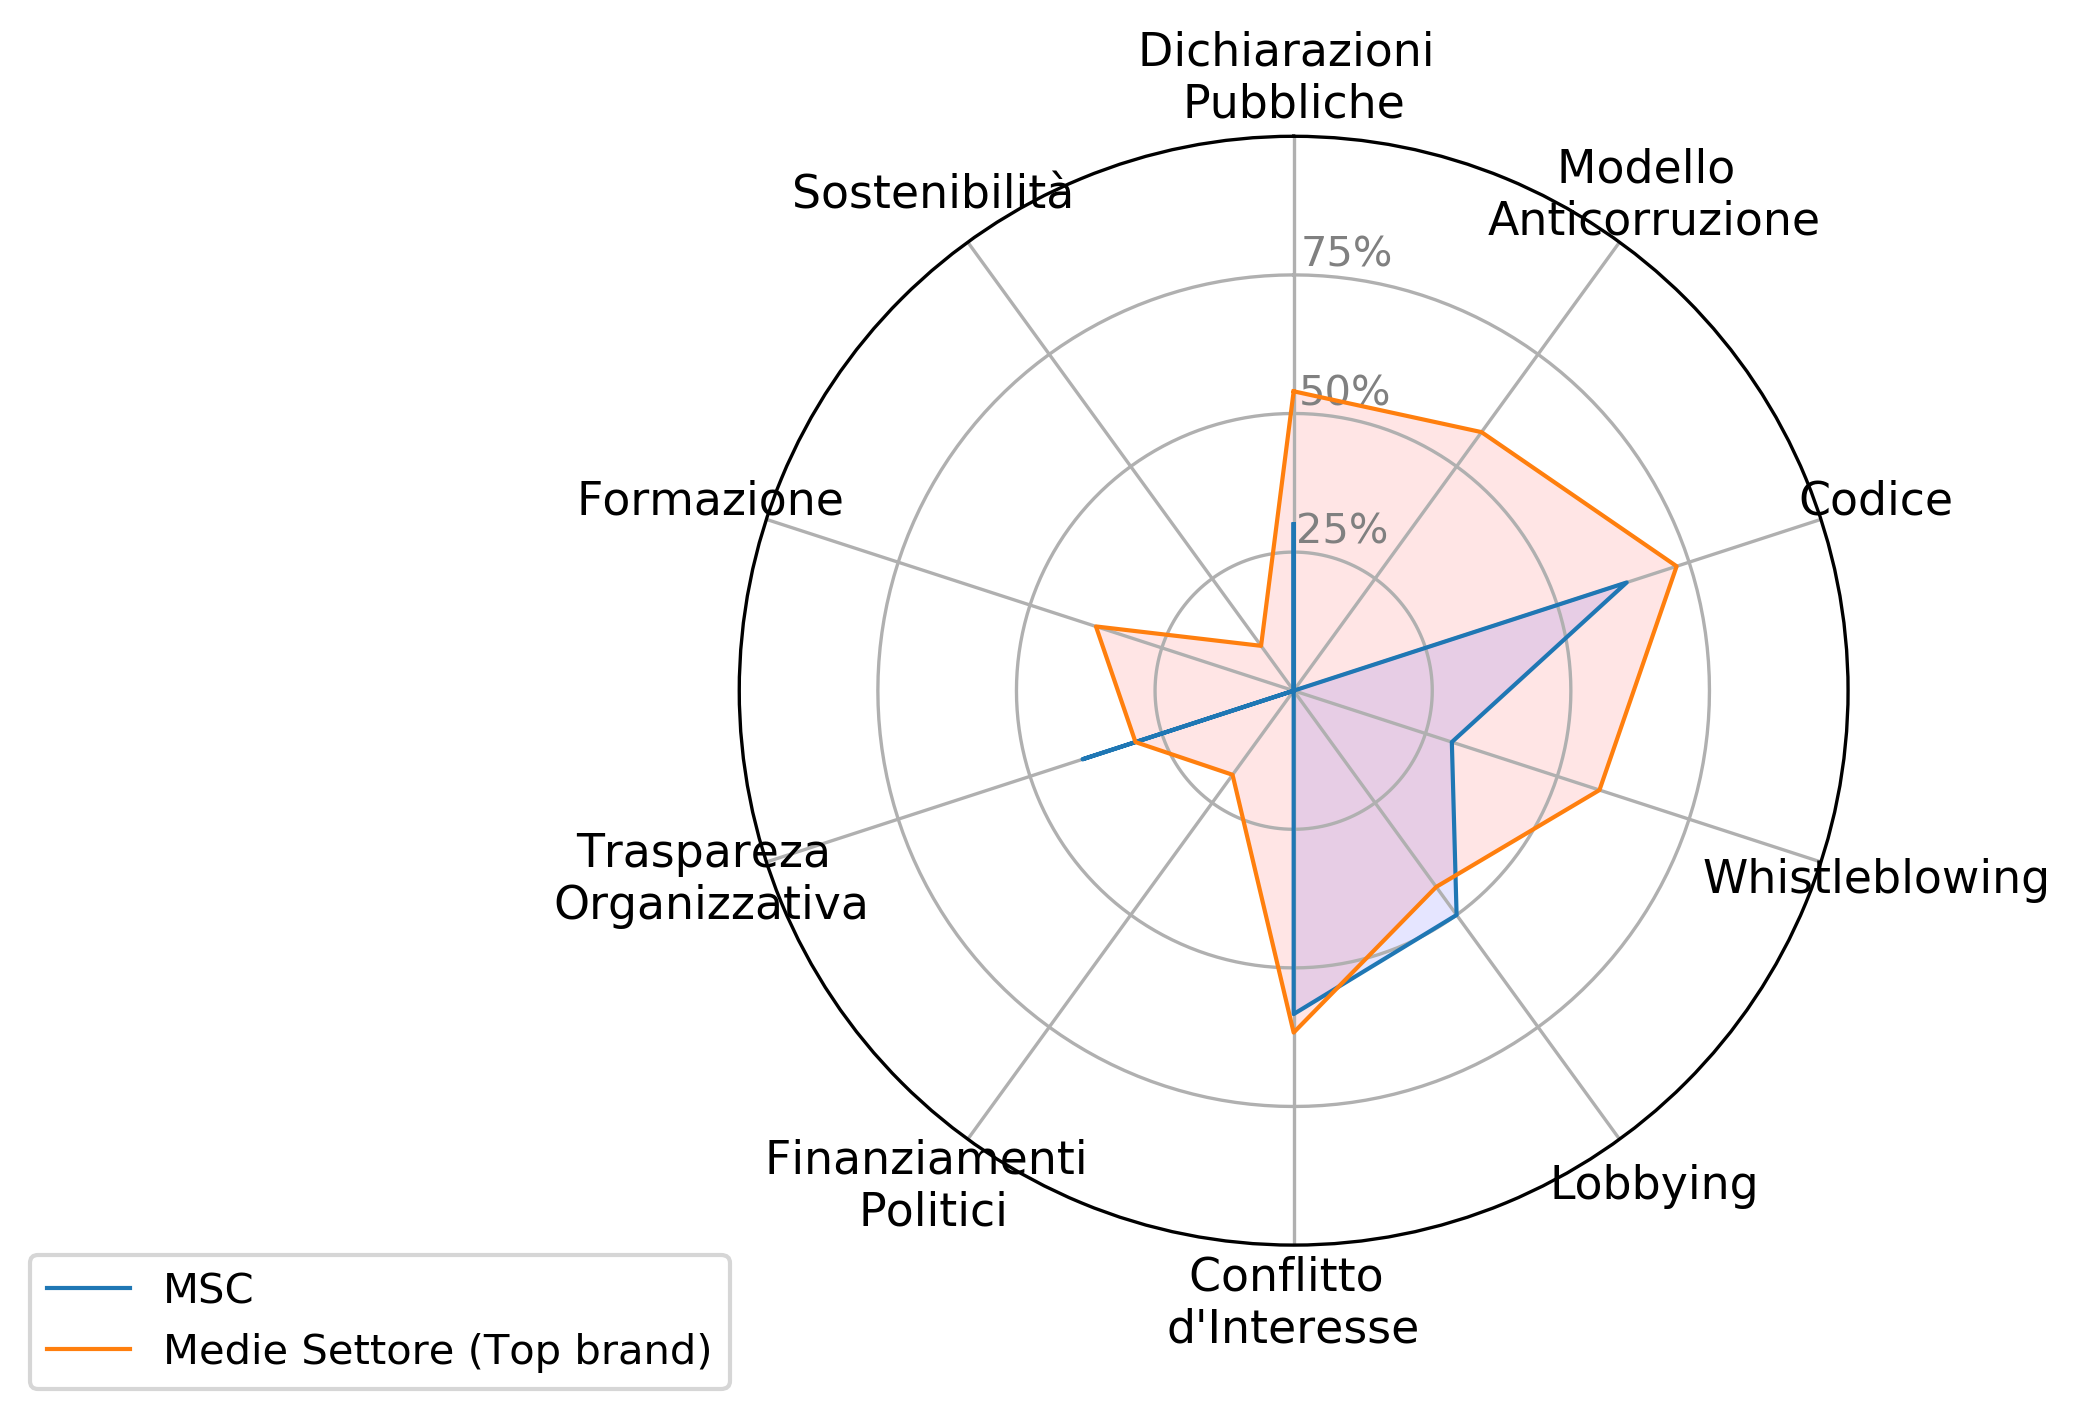 Dichiarazioni
Pubbliche
Modello
Anticorruzione
Sostenibilità
75%
50%
25%
Formazione
Codice
Traspareza
Organizzativa
Whistleblowing
Finanziamenti
Politici
Lobbying
Conflitto
d'Interesse
MSC
Medie Settore (Top brand)